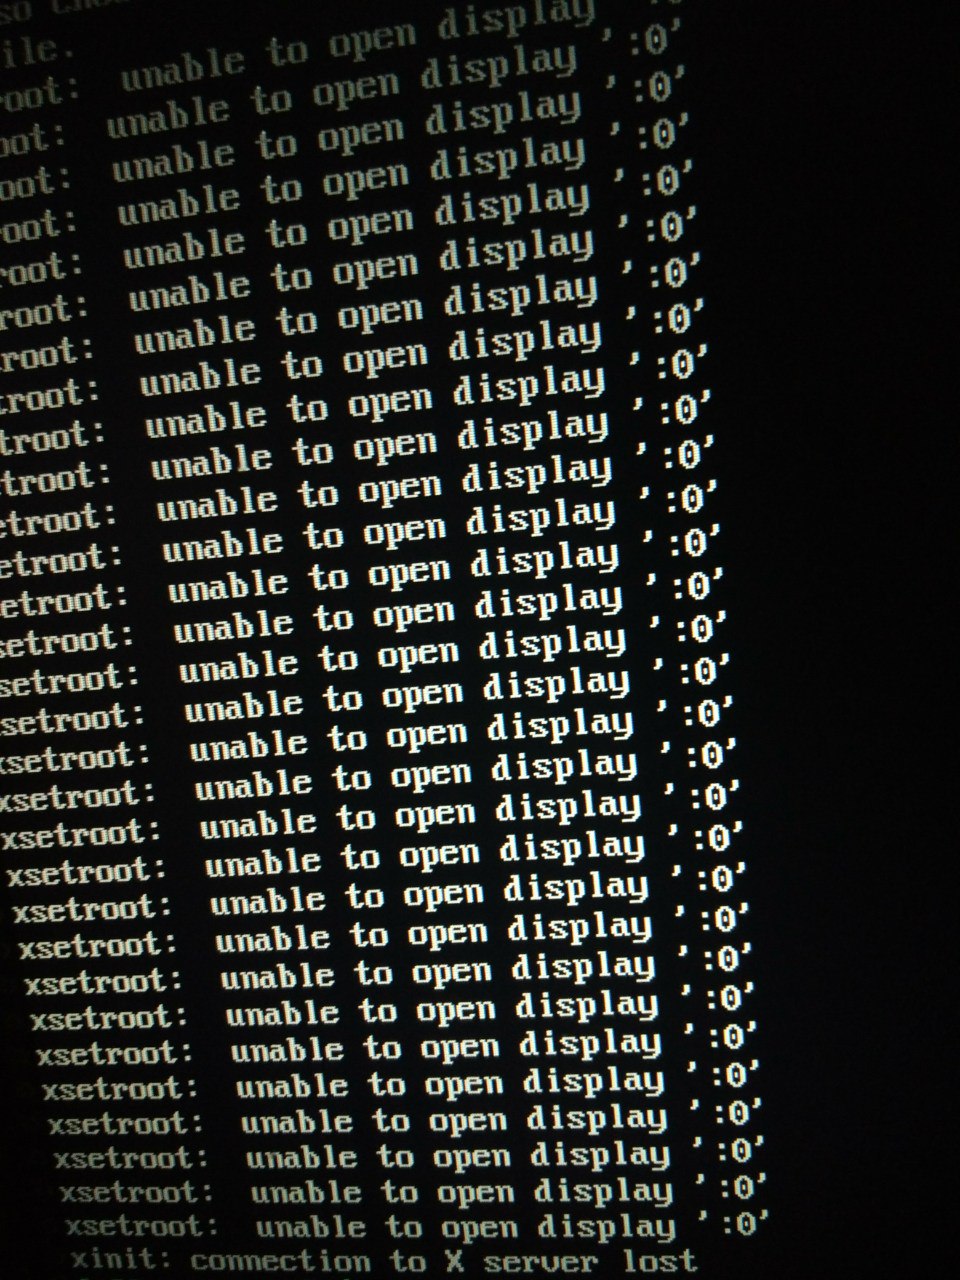 so
ile.
oot: unable to open display ':0'
oot: unable to open display ':0'
oot: unable to open display ':0'
oot: unable to open display ':0'
root: unable to open display ':0'
root: unable to open display ':0'
root: unable to open display ':0'
troot: unable to open display ':0'
troot: unable to open display ':0'
troot: unable to open display ':0'
etroot: unable to open display ':0'
etroot: unable to open display ':0'
etroot: unable to open display ':0'
setroot: unable to open display ':0'
setroot: unable to open display ':0'
setroot: unable to open display ':0'
xsetroot: unable to open display ':0'
xsetroot: unable to open display ':0'
xsetroot: unable to open display ':0'
xsetroot: unable to open display ':0'
xsetroot: unable to open display ':0'
xsetroot: unable to open display ':0'
xsetroot: unable to open display ':0'
xsetroot: unable to open display ':0'
xsetroot: unable to open display ':0'
xsetroot: unable to open display ':0'
xsetroot: unable to open display ':0'
xsetroot: unable to open display ':0'
xsetroot: unable to open display ':0'
xsetroot: unable to open display ':0'
xinit: connection to X server lost